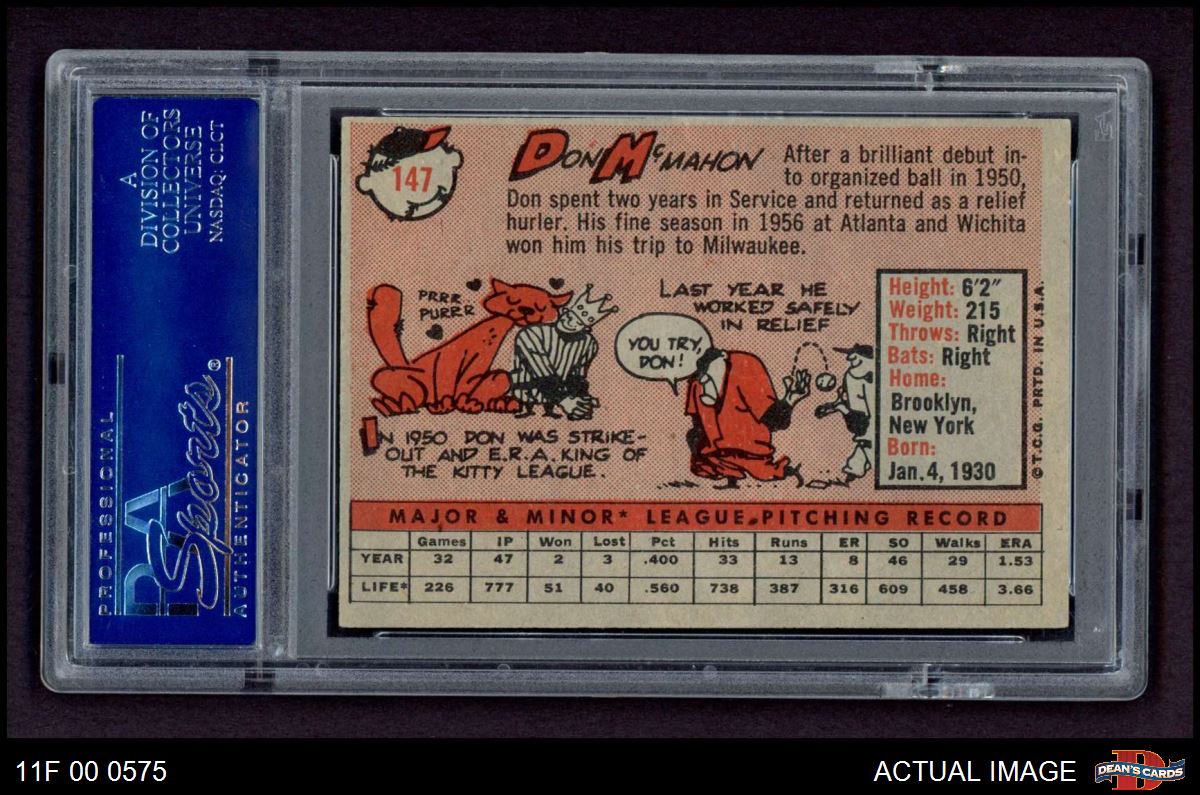 A
DIVISION OF
COLLECTORS
UNIVERSE
NASDAQ: CLCT
PROFESSIONAL
PSA
Sports®
AUTHENTICATOR
147
DON McMAHON
After a brilliant debut in-
to organized ball in 1950,
Don spent two years in Service and returned as a relief
hurler. His fine season in 1956 at Atlanta and Wichita
won him his trip to Milwaukee.
PRRR
PURRR
IN 1950 DON WAS STRIKE-
OUT AND E.R.A. KING OF
THE KITTY LEAGUE.
LAST YEAR HE
WORKED SAFELY
IN RELIEF
YOU TRY,
DON!
Height: 6'2"
Weight: 215
Throws: Right
Bats: Right
Home:
Brooklyn,
New York
Born:
Jan. 4, 1930
©T.C.G. PRTD. IN U.S.A.
MAJOR & MINOR* LEAGUE PITCHING RECORD
Games IP Won Lost Pct Hits Runs ER SO Walks ERA
YEAR 32 47 2 3 .400 33 13 8 46 29 1.53
LIFE* 226 777 51 40 .560 738 387 316 609 458 3.66
11F 00 0575
ACTUAL IMAGE
D
DEAN'S CARDS